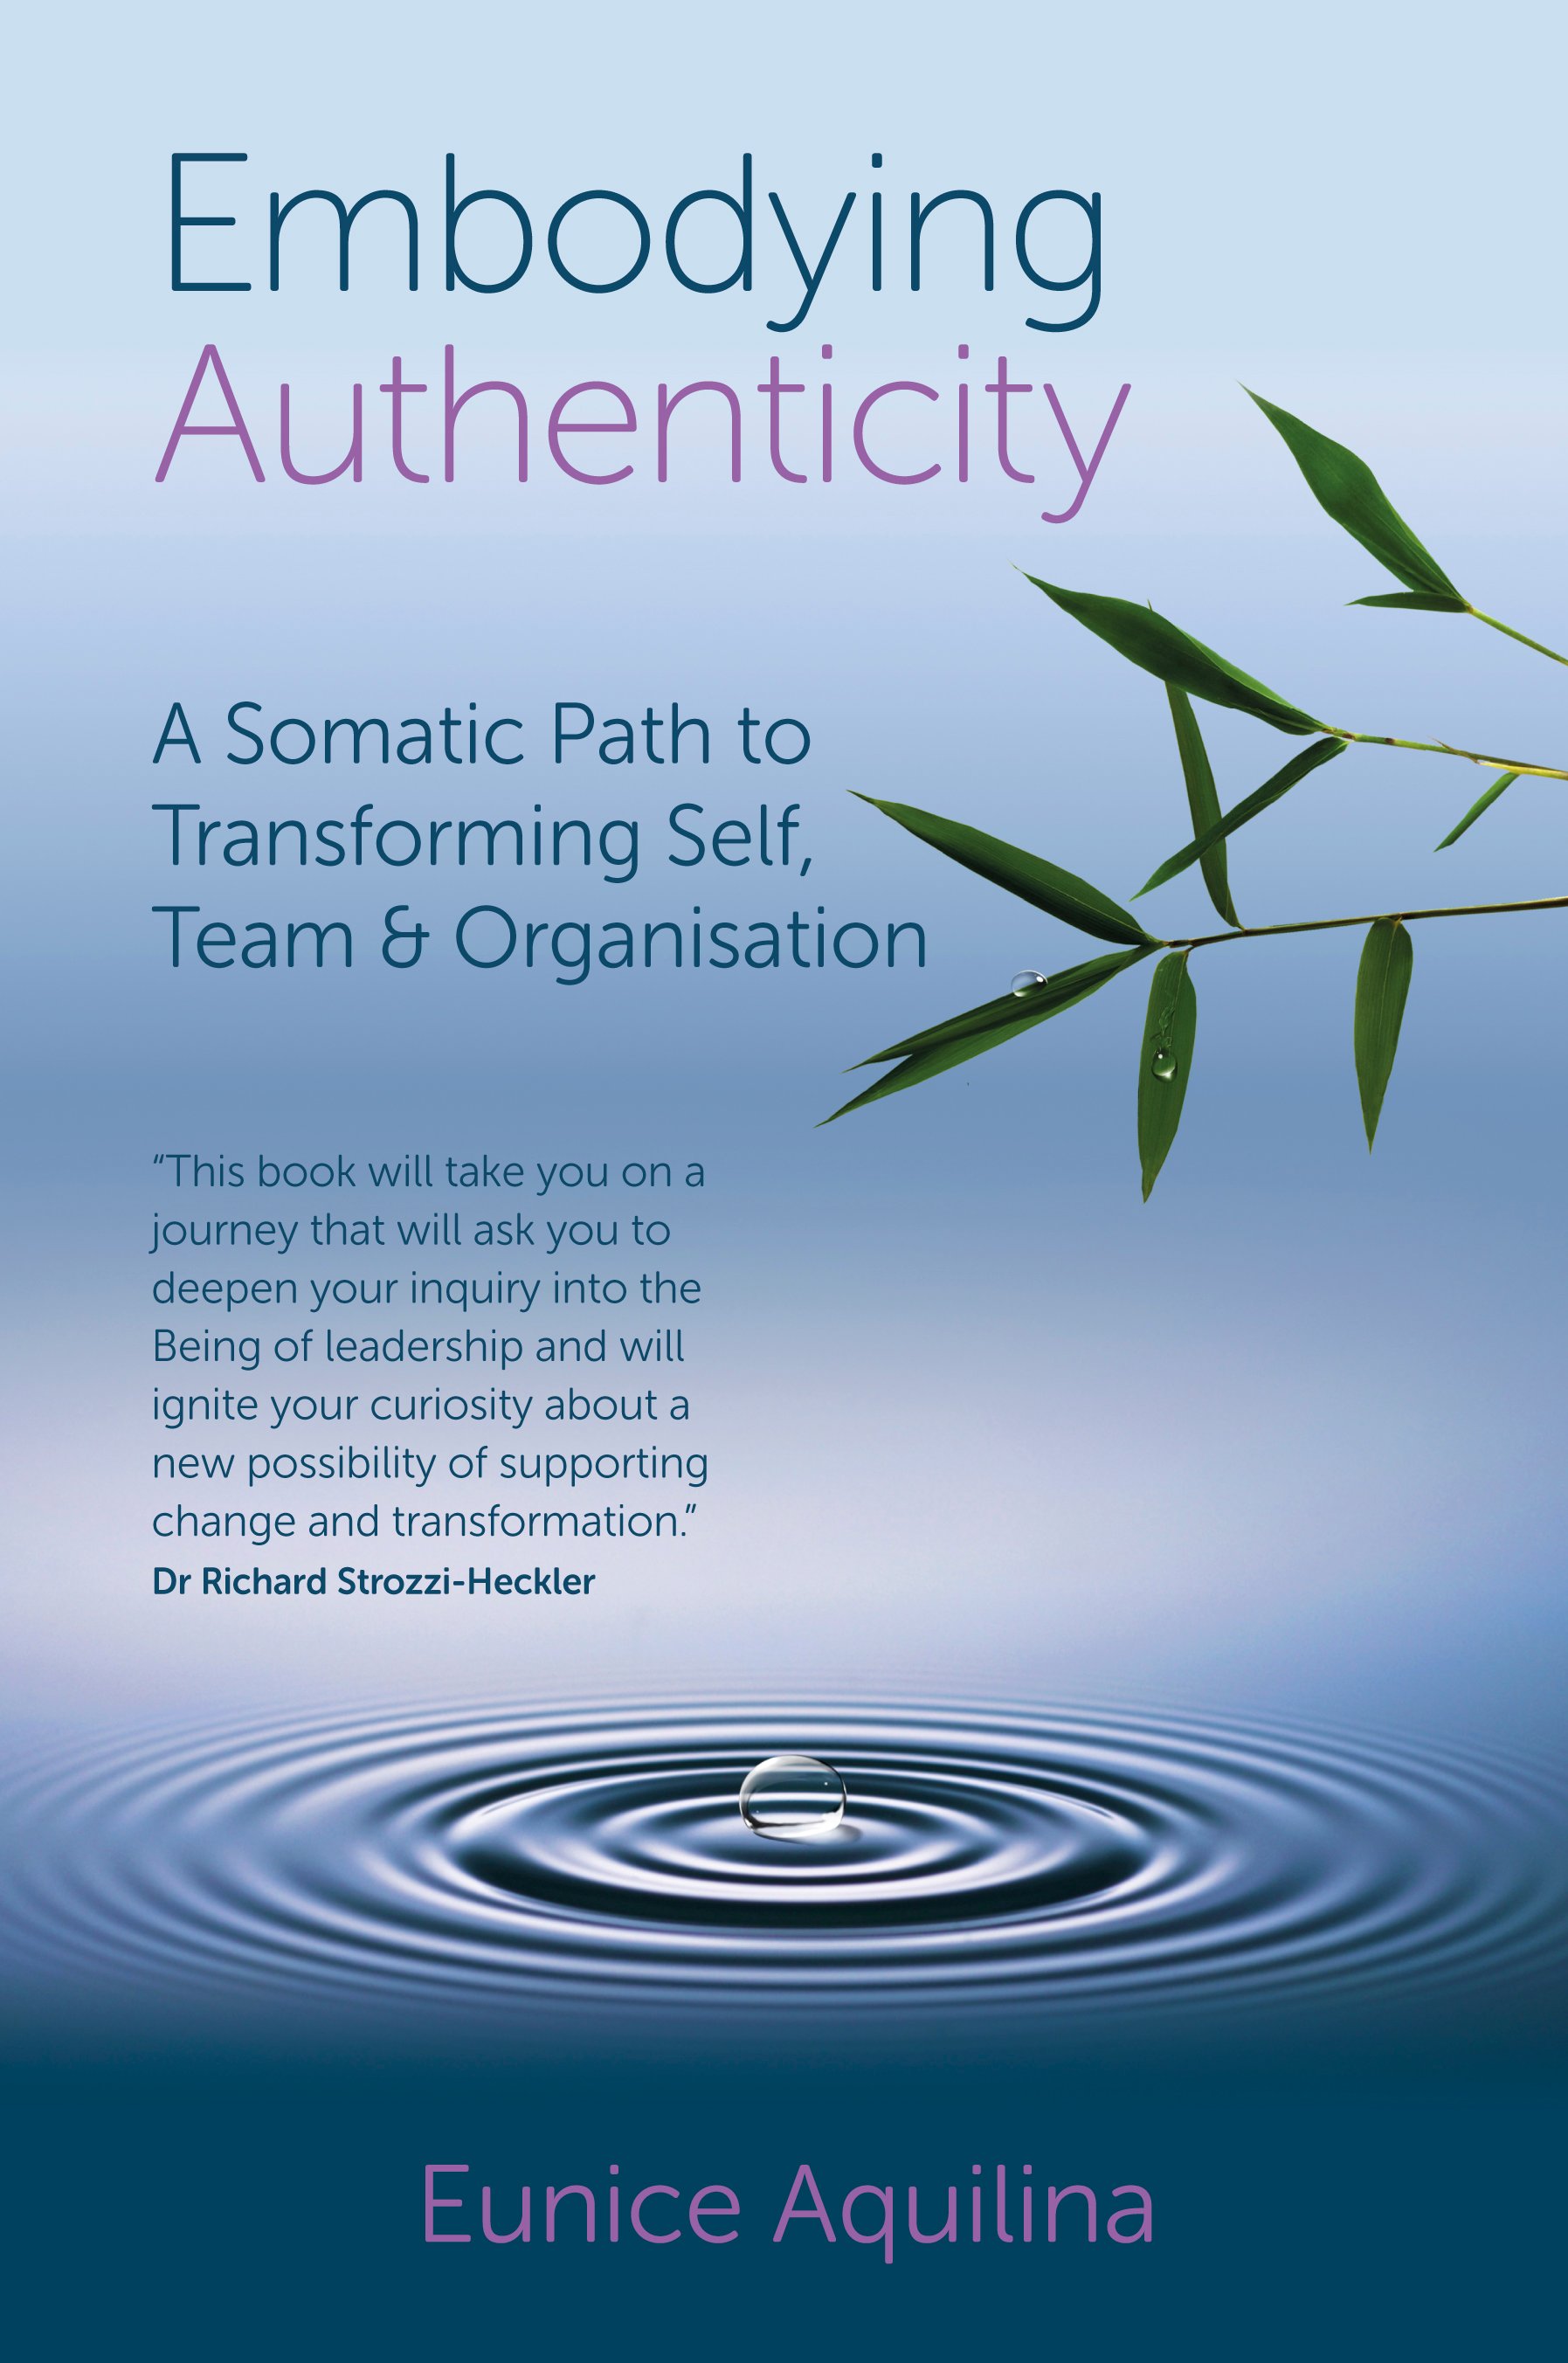 Embodying
Authenticity
A Somatic Path to
Transforming Self,
Team & Organisation
“This book will take you on a
journey that will ask you to
deepen your inquiry into the
Being of leadership and will
ignite your curiosity about a
new possibility of supporting
change and transformation.”
Dr Richard Strozzi-Heckler
Eunice Aquilina